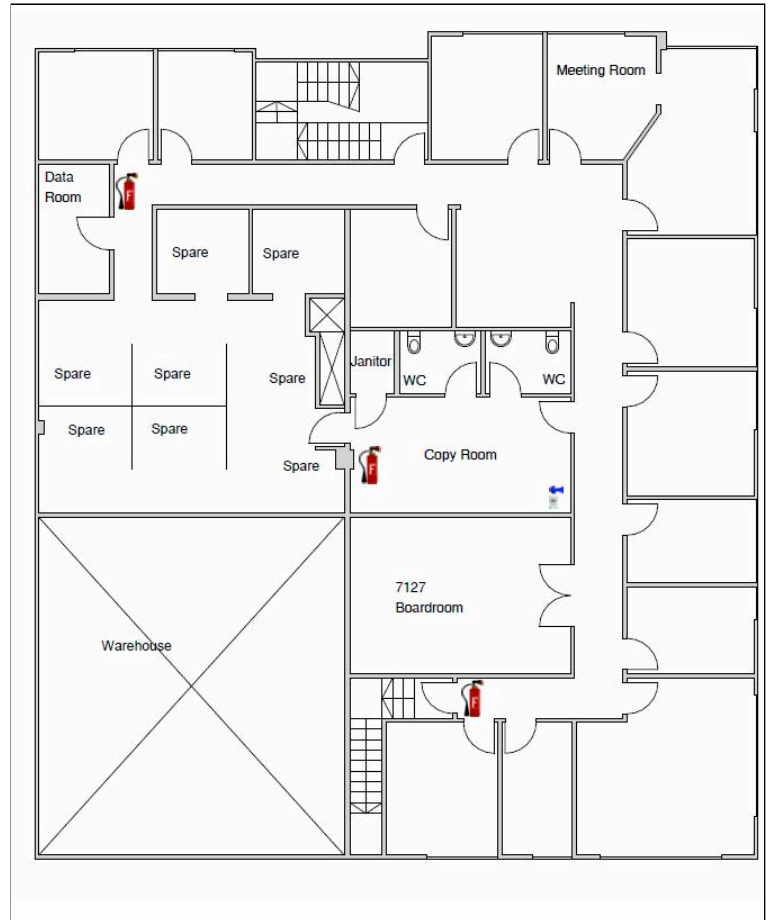 Meeting Room
Data
Room
F
Spare
Spare
Janitor
WC
WC
Spare
Spare
Spare
Spare
Spare
Copy Room
Spare
F
7127
Boardroom
Warehouse
F